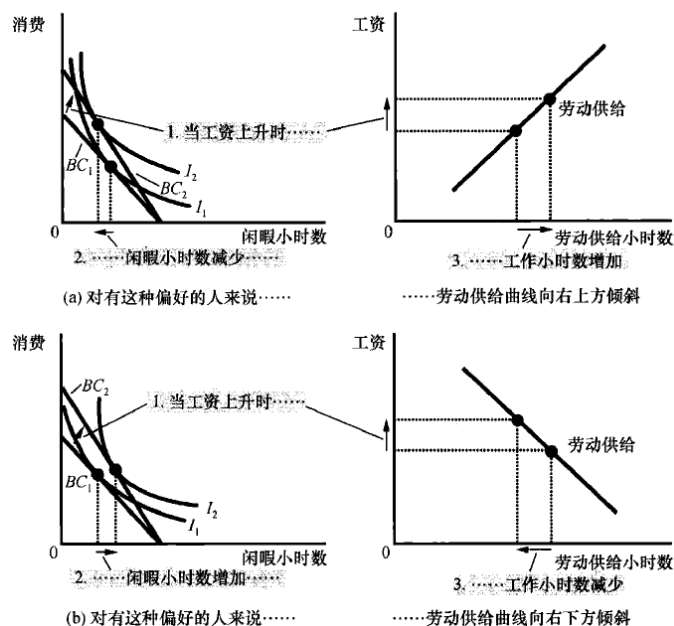 消费
工资
1. 当工资上升时……
劳动供给
BC₁
I₂
BC₂
I₁
0
闲暇小时数
0
劳动供给小时数
2. ……闲暇小时数减少……
3. ……工作小时数增加
(a) 对有这种偏好的人来说……
……劳动供给曲线向右上方倾斜
消费
工资
BC₂
1. 当工资上升时……
劳动供给
BC₁
I₂
I₁
0
闲暇小时数
0
劳动供给小时数
2. ……闲暇小时数增加……
3. ……工作小时数减少
(b) 对有这种偏好的人来说……
……劳动供给曲线向右下方倾斜